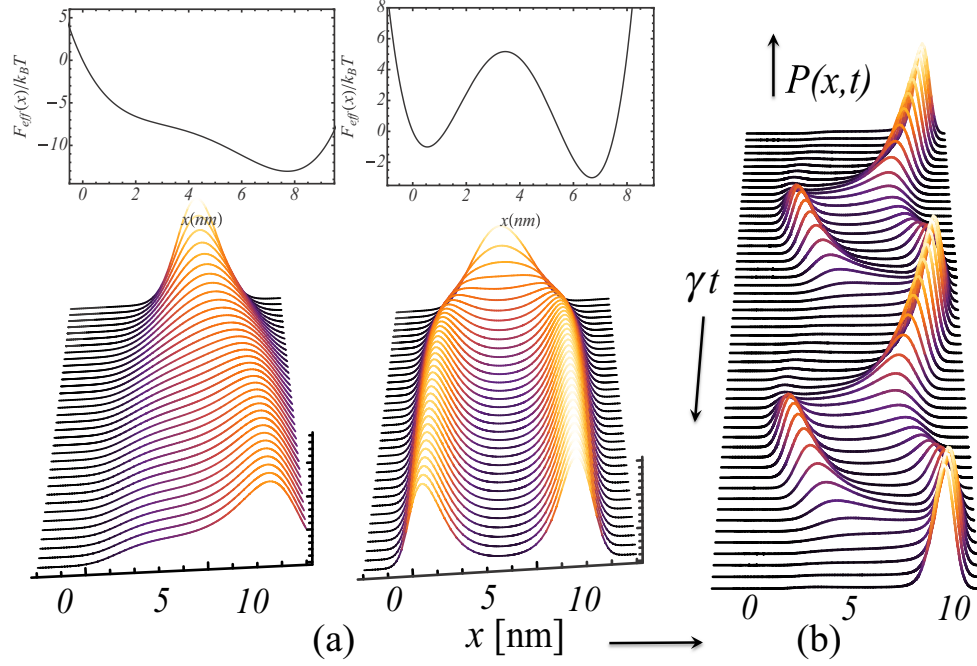 5
0
−5
−10
F_eff(x)/k_BT
0 2 4 6 8
x(nm)
8
6
4
2
0
−2
F_eff(x)/k_BT
0 2 4 6 8
x(nm)
P(x,t)
γt
0 5 10
0 5 10
0 5 10
(a) x [nm] (b)